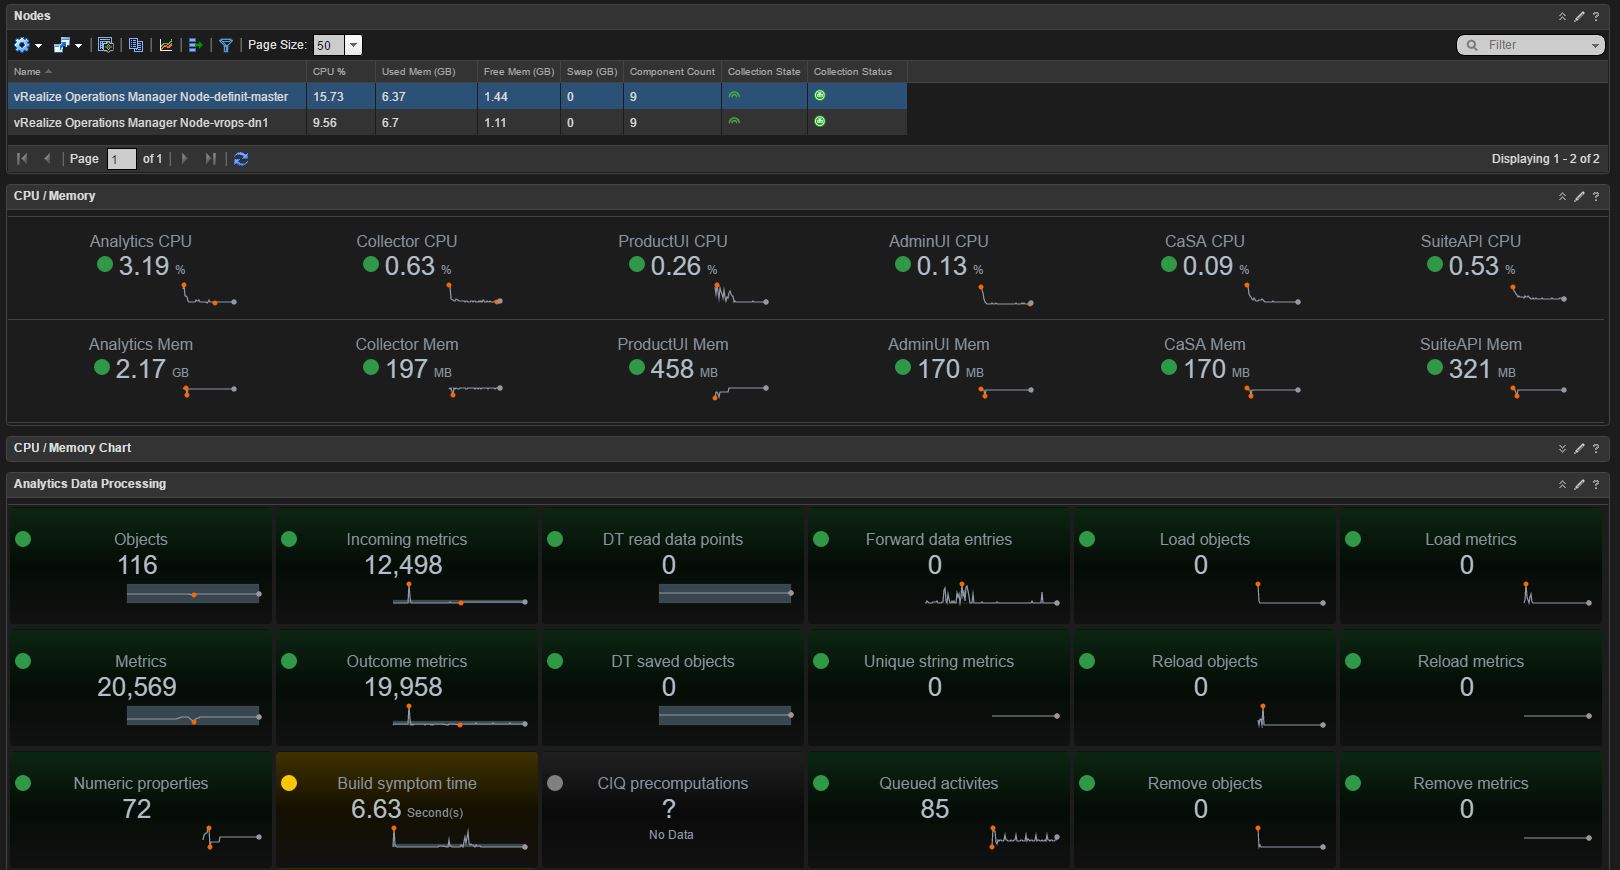 Nodes
Page Size: 50
Filter
Name CPU % Used Mem (GB) Free Mem (GB) Swap (GB) Component Count Collection State Collection Status
vRealize Operations Manager Node-definit-master 15.73 6.37 1.44 0 9
vRealize Operations Manager Node-vrops-dn1 9.56 6.7 1.11 0 9
Page 1 of 1
Displaying 1 - 2 of 2
CPU / Memory
Analytics CPU Collector CPU ProductUI CPU AdminUI CPU CaSA CPU SuiteAPI CPU
3.19 % 0.63 % 0.26 % 0.13 % 0.09 % 0.53 %
Analytics Mem Collector Mem ProductUI Mem AdminUI Mem CaSA Mem SuiteAPI Mem
2.17 GB 197 MB 458 MB 170 MB 170 MB 321 MB
CPU / Memory Chart
Analytics Data Processing
Objects Incoming metrics DT read data points Forward data entries Load objects Load metrics
116 12,498 0 0 0 0
Metrics Outcome metrics DT saved objects Unique string metrics Reload objects Reload metrics
20,569 19,958 0 0 0 0
Numeric properties Build symptom time CIQ precomputations Queued activites Remove objects Remove metrics
72 6.63 Second(s) ? 85 0 0
No Data